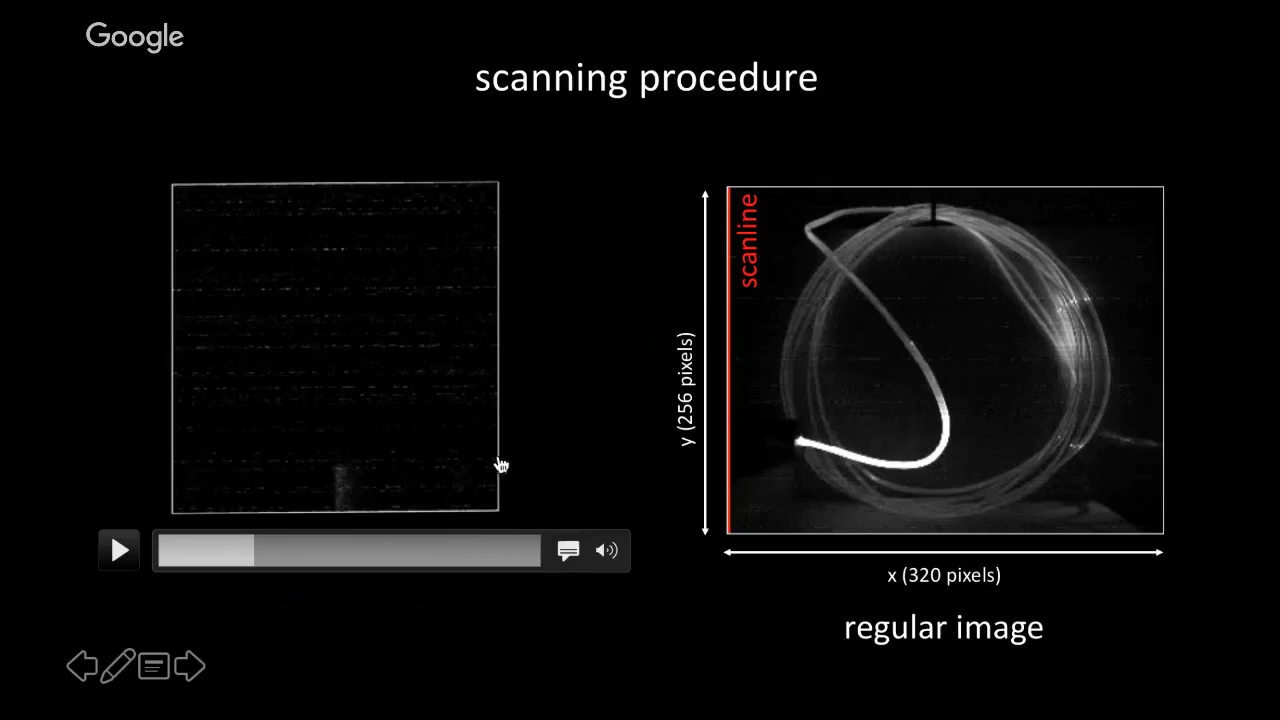 Google
scanning procedure
scanline
y (256 pixels)
x (320 pixels)
regular image